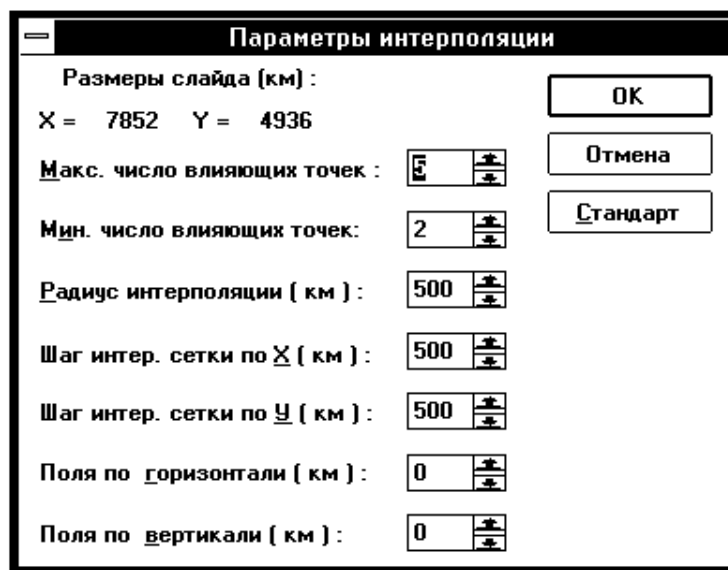 Параметры интерполяции
Размеры слайда (км) :
X = 7852 Y = 4936
Макс. число влияющих точек : 5
Мин. число влияющих точек: 2
Радиус интерполяции ( км ) : 500
Шаг интер. сетки по X ( км ) : 500
Шаг интер. сетки по У ( км ) : 500
Поля по горизонтали ( км ) : 0
Поля по вертикали ( км ) : 0
OK
Отмена
Стандарт